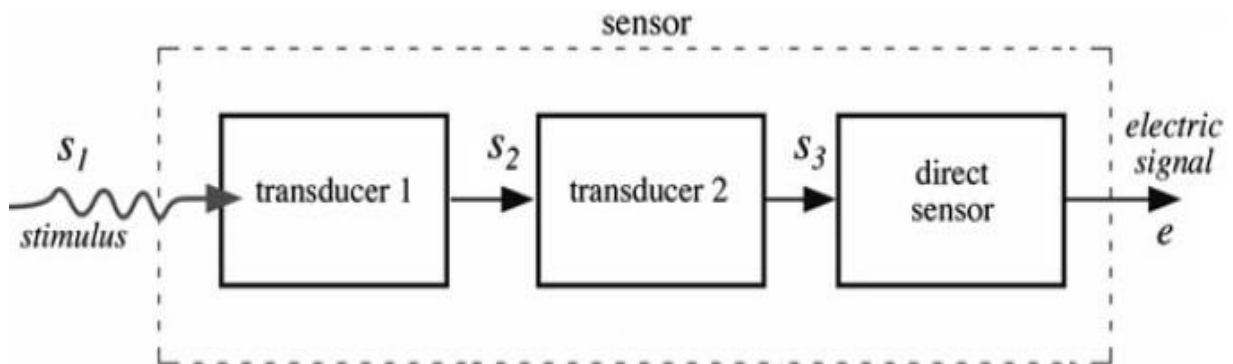 sensor
s1
stimulus
transducer 1
s2
transducer 2
s3
direct
sensor
electric
signal
e